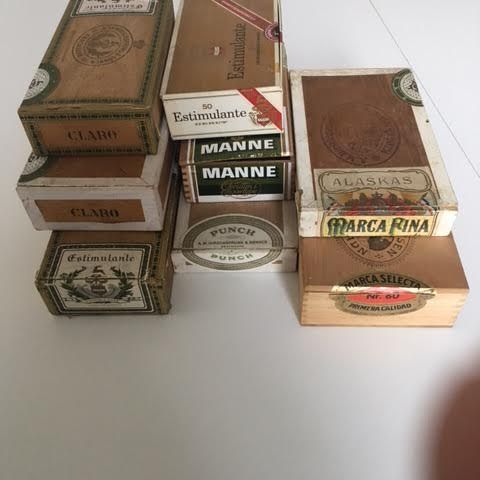 Estimulante
CLARO
CLARO
Estimulante
Estimulante
50
Estimulante
MANNE
MANNE
PUNCH
PUNCH
ALASKAS
MARCA FINA
MARCA SELECTA
Nr. 60
PRIMERA CALIDAD